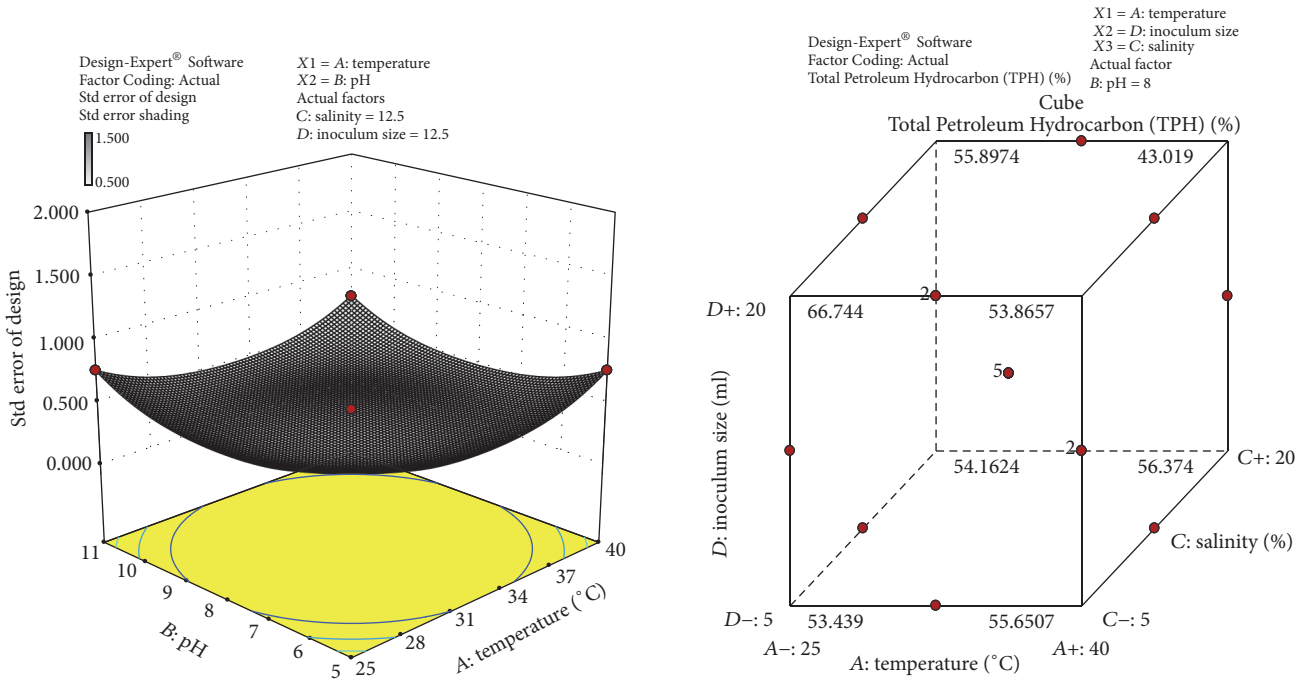 Design-Expert® Software
Factor Coding: Actual
Std error of design
Std error shading
1.500
0.500
X1 = A: temperature
X2 = B: pH
Actual factors
C: salinity = 12.5
D: inoculum size = 12.5
2.000
1.500
1.000
0.500
0.000
Std error of design
11
10
9
8
7
6
5
B: pH
25
28
31
34
37
40
A: temperature (°C)
Design-Expert® Software
Factor Coding: Actual
Total Petroleum Hydrocarbon (TPH) (%)
X1 = A: temperature
X2 = D: inoculum size
X3 = C: salinity
Actual factor
B: pH = 8
Cube
Total Petroleum Hydrocarbon (TPH) (%)
55.8974
43.019
D+: 20
66.744
2
53.8657
5
2
54.1624
56.374
C+: 20
D: inoculum size (ml)
C: salinity (%)
D−: 5
53.439
55.6507
C−: 5
A−: 25
A: temperature (°C)
A+: 40